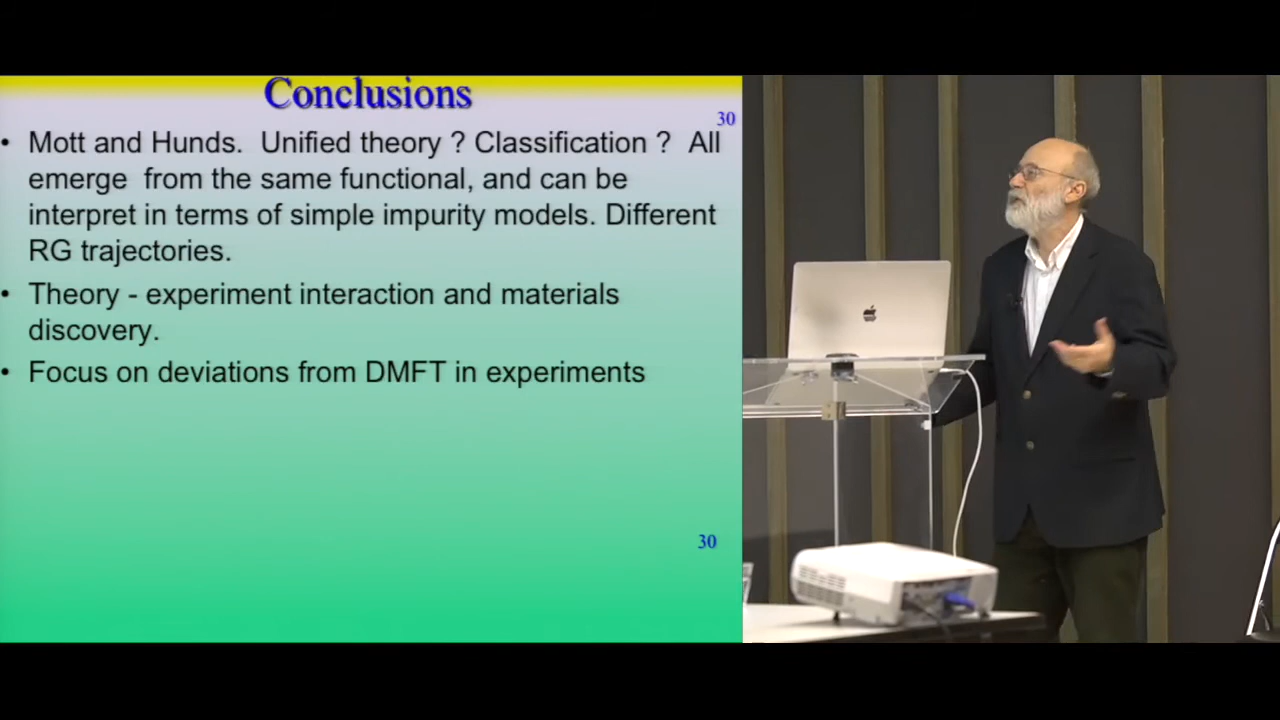 Conclusions
30
• Mott and Hunds. Unified theory ? Classification ? All
emerge from the same functional, and can be
interpret in terms of simple impurity models. Different
RG trajectories.
• Theory - experiment interaction and materials
discovery.
• Focus on deviations from DMFT in experiments
30